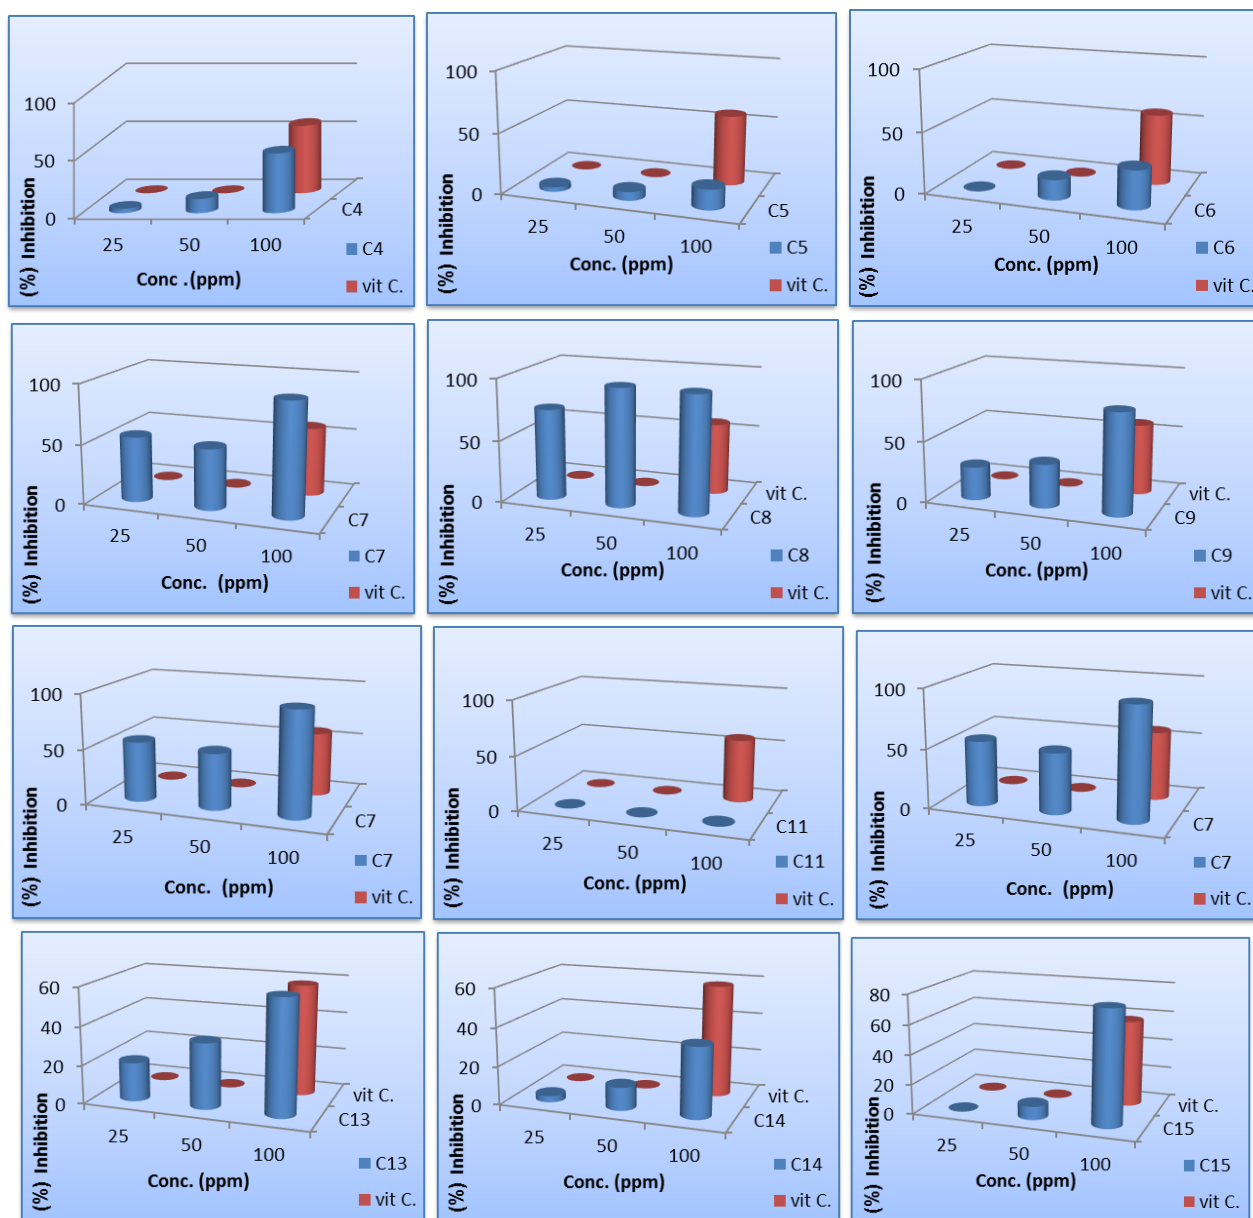 100
50
0
25 50 100
(%) Inhibition
Conc .(ppm)
C4
C4
vit C.
100
50
0
25 50 100
(%) Inhibition
Conc. (ppm)
C5
C5
vit C.
100
50
0
25 50 100
(%) Inhibition
Conc. (ppm)
C6
C6
vit C.
100
50
0
25 50 100
(%) Inhibition
Conc. (ppm)
C7
C7
vit C.
100
50
0
25 50 100
(%) Inhibition
Conc. (ppm)
vit C.
C8
C8
vit C.
100
50
0
25 50 100
(%) Inhibition
Conc. (ppm)
vit C.
C9
C9
vit C.
100
50
0
25 50 100
(%) Inhibition
Conc. (ppm)
C7
C7
vit C.
100
50
0
25 50 100
(%) Inhibition
Conc. (ppm)
C11
C11
vit C.
100
50
0
25 50 100
(%) Inhibition
Conc. (ppm)
C7
C7
vit C.
60
40
20
0
25 50 100
(%) Inhibition
Conc. (ppm)
vit C.
C13
C13
vit C.
60
40
20
0
25 50 100
(%) Inhibition
Conc. (ppm)
vit C.
C14
C14
vit C.
80
60
40
20
0
25 50 100
(%) Inhibition
Conc. (ppm)
vit C.
C15
C15
vit C.